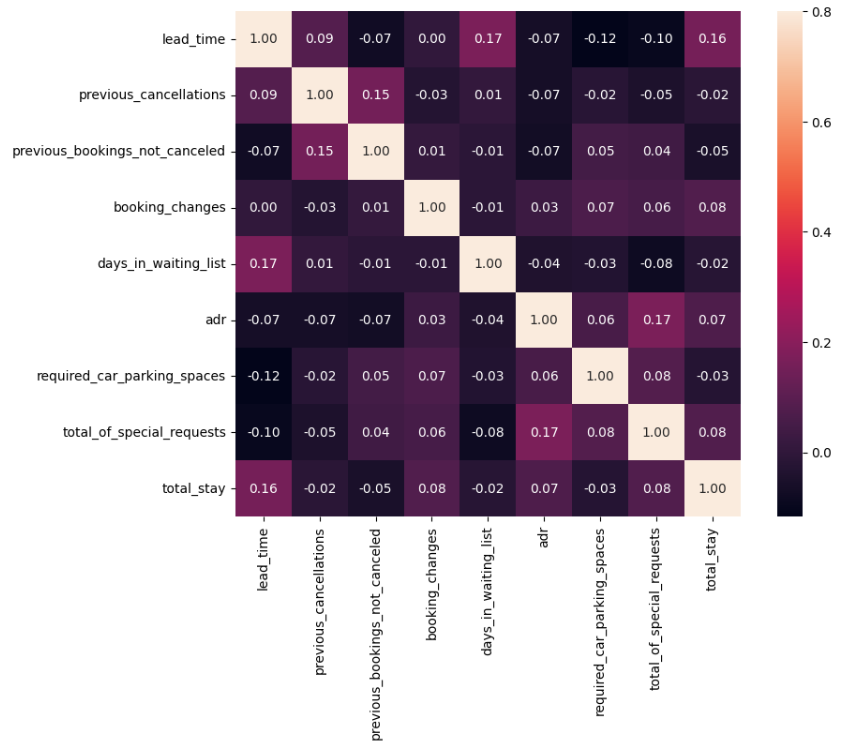 lead_time 1.00 0.09 -0.07 0.00 0.17 -0.07 -0.12 -0.10 0.16
previous_cancellations 0.09 1.00 0.15 -0.03 0.01 -0.07 -0.02 -0.05 -0.02
previous_bookings_not_canceled -0.07 0.15 1.00 0.01 -0.01 -0.07 0.05 0.04 -0.05
booking_changes 0.00 -0.03 0.01 1.00 -0.01 0.03 0.07 0.06 0.08
days_in_waiting_list 0.17 0.01 -0.01 -0.01 1.00 -0.04 -0.03 -0.08 -0.02
adr -0.07 -0.07 -0.07 0.03 -0.04 1.00 0.06 0.17 0.07
required_car_parking_spaces -0.12 -0.02 0.05 0.07 -0.03 0.06 1.00 0.08 -0.03
total_of_special_requests -0.10 -0.05 0.04 0.06 -0.08 0.17 0.08 1.00 0.08
total_stay 0.16 -0.02 -0.05 0.08 -0.02 0.07 -0.03 0.08 1.00
lead_time
previous_cancellations
previous_bookings_not_canceled
booking_changes
days_in_waiting_list
adr
required_car_parking_spaces
total_of_special_requests
total_stay
0.8
0.6
0.4
0.2
0.0